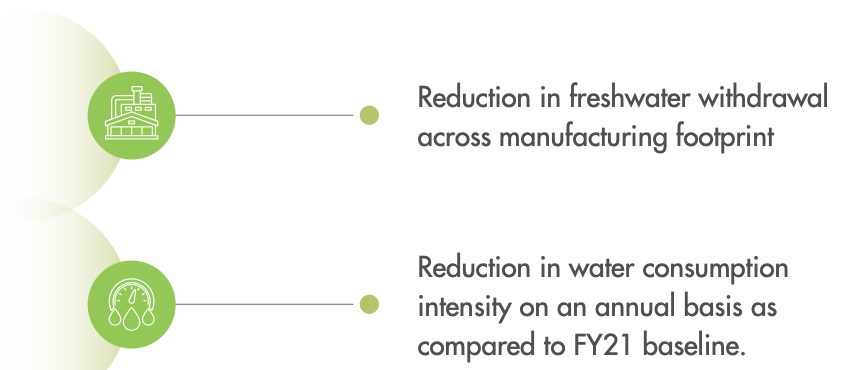 Reduction in freshwater withdrawal
across manufacturing footprint
Reduction in water consumption
intensity on an annual basis as
compared to FY21 baseline.